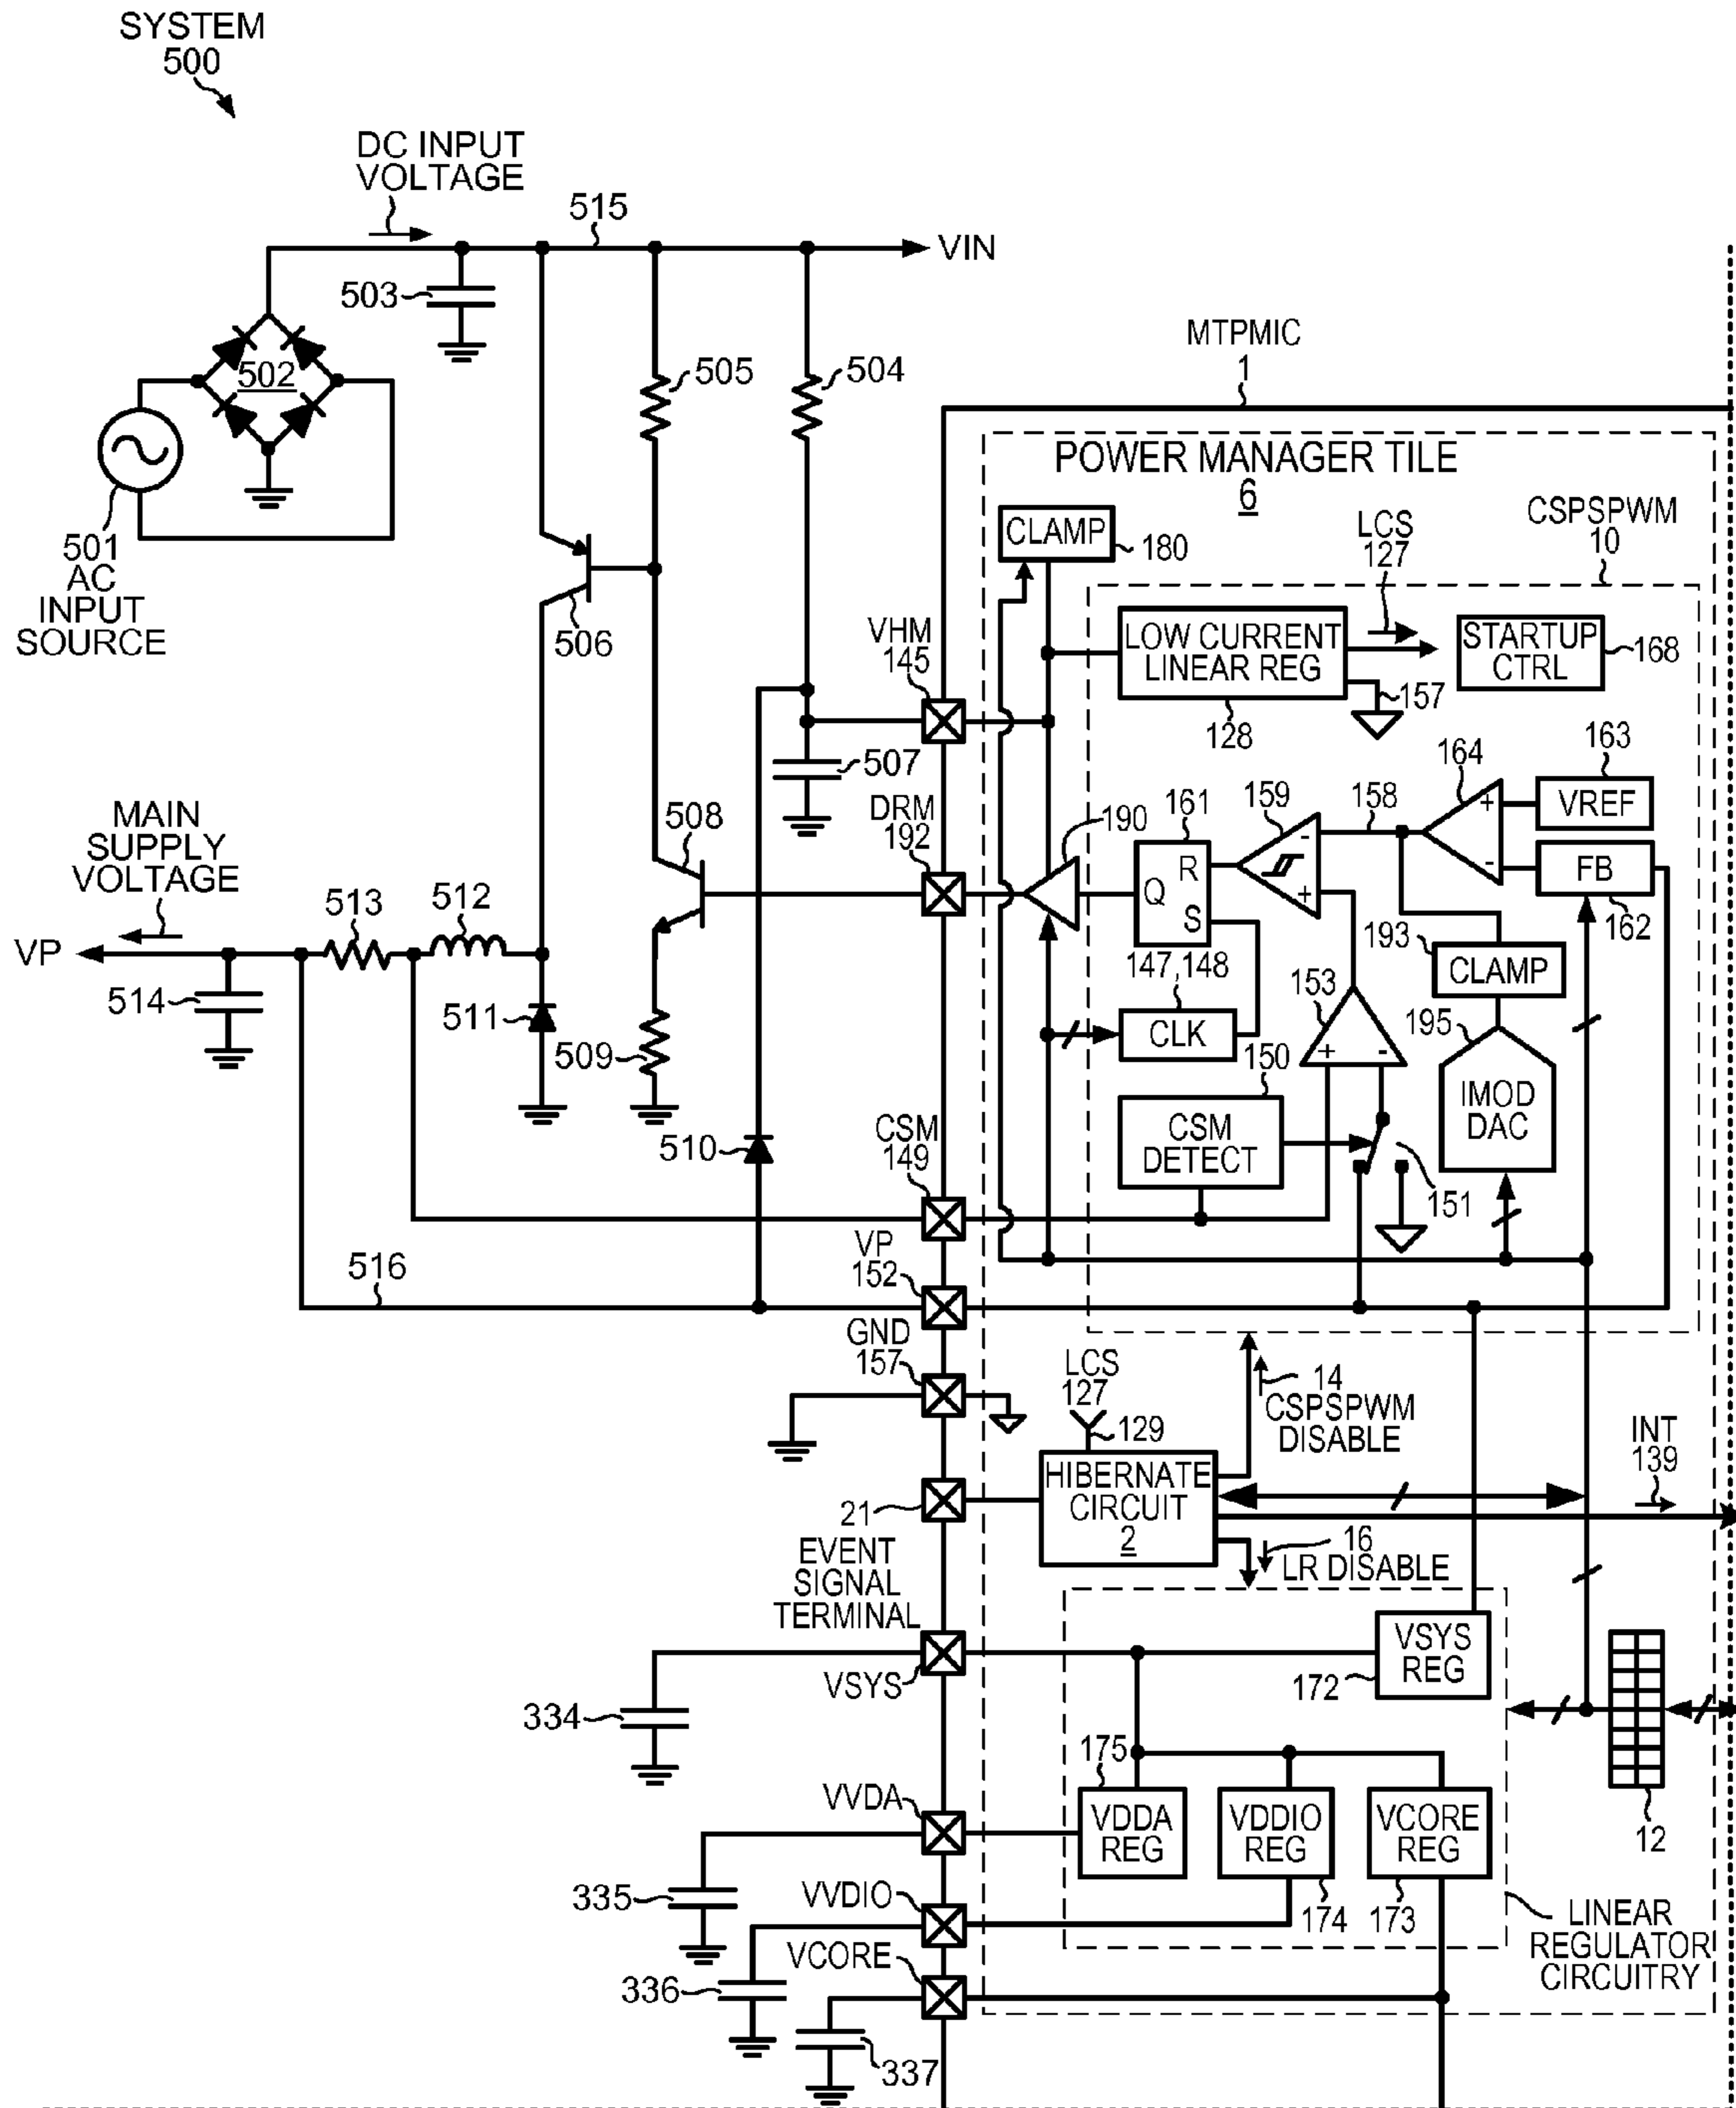 SYSTEM
500
DC INPUT
VOLTAGE
515
VIN
503
502
505
504
MTPMIC
1
POWER MANAGER TILE
6
CSPSPWM
10
LCS
127
CLAMP
180
501
AC
INPUT
SOURCE
506
VHM
145
LOW CURRENT
LINEAR REG
STARTUP
CTRL
168
157
128
507
163
164
VREF
159
158
MAIN
SUPPLY
VOLTAGE
508
DRM
192
190
161
-
+
R
Q
S
+
-
FB
162
513
512
VP
193
CLAMP
147,148
153
514
511
509
CLK
150
195
+
-
IMOD
DAC
510
CSM
149
CSM
DETECT
151
VP
152
516
GND
157
LCS
127
129
14
CSPSPWM
DISABLE
INT
139
21
HIBERNATE
CIRCUIT
2
16
LR DISABLE
EVENT
SIGNAL
TERMINAL
VSYS
VSYS
REG
172
334
175
VVDA
VDDA
REG
VDDIO
REG
VCORE
REG
12
335
VVDIO
174
173
LINEAR
REGULATOR
CIRCUITRY
VCORE
336
337